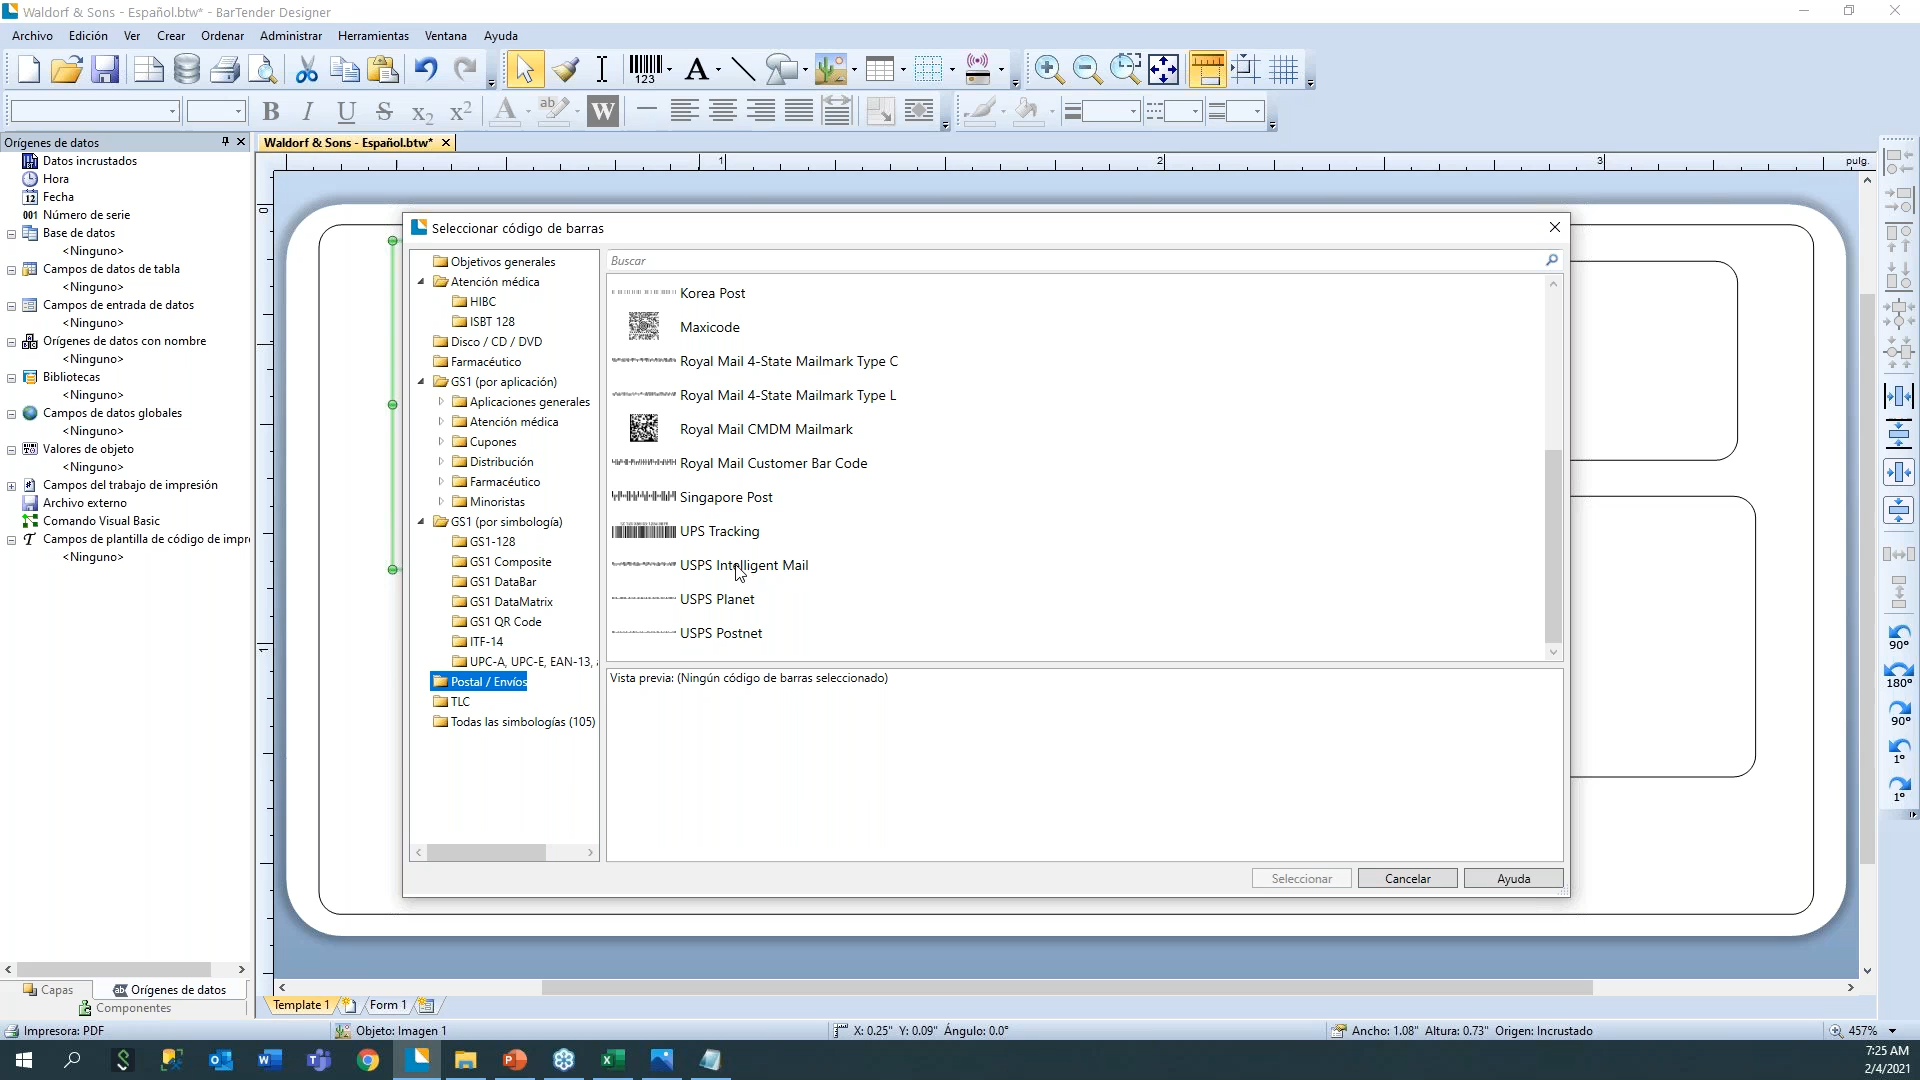 Waldorf & Sons - Español.btw* - BarTender Designer
Archivo Edición Ver Crear Ordenar Administrar Herramientas Ventana Ayuda
Orígenes de datos
Waldorf & Sons - Español.btw*
1 2 3 pulg.
Datos incrustados
Hora
Fecha
001 Número de serie
Base de datos
<Ninguno>
Campos de datos de tabla
<Ninguno>
Campos de entrada de datos
<Ninguno>
Orígenes de datos con nombre
<Ninguno>
Bibliotecas
<Ninguno>
Campos de datos globales
<Ninguno>
Valores de objeto
<Ninguno>
Campos del trabajo de impresión
Archivo externo
Comando Visual Basic
Campos de plantilla de código de impr
<Ninguno>
Capas
Orígenes de datos
Componentes
0
1
Seleccionar código de barras
Objetivos generales
Atención médica
HIBC
ISBT 128
Disco / CD / DVD
Farmacéutico
GS1 (por aplicación)
Aplicaciones generales
Atención médica
Cupones
Distribución
Farmacéutico
Minoristas
GS1 (por simbología)
GS1-128
GS1 Composite
GS1 DataBar
GS1 DataMatrix
GS1 QR Code
ITF-14
UPC-A, UPC-E, EAN-13,
Postal / Envíos
TLC
Todas las simbologías (105)
Buscar
Korea Post
Maxicode
Royal Mail 4-State Mailmark Type C
Royal Mail 4-State Mailmark Type L
Royal Mail CMDM Mailmark
Royal Mail Customer Bar Code
Singapore Post
UPS Tracking
USPS Intelligent Mail
USPS Planet
USPS Postnet
Vista previa: (Ningún código de barras seleccionado)
Seleccionar Cancelar Ayuda
90°
180°
90°
1°
1°
Template 1 Form 1
Impresora: PDF Objeto: Imagen 1 X: 0.25" Y: 0.09" Ángulo: 0.0° Ancho: 1.08" Altura: 0.73" Origen: Incrustado 457%
7:25 AM
2/4/2021